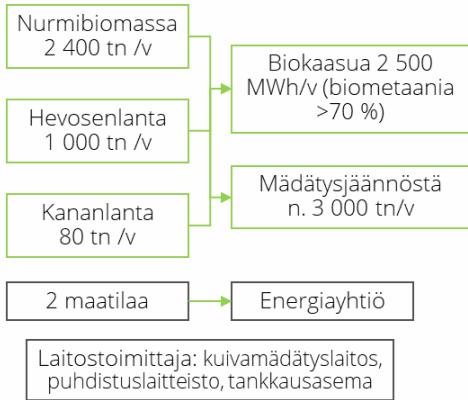 Nurmibiomassa
2 400 tn /v
Hevosenlanta
1 000 tn /v
Kananlanta
80 tn /v
Biokaasua 2 500
MWh/v (biometaania
>70 %)
Mädätysjäännöstä
n. 3 000 tn/v
2 maatilaa
Energiayhtiö
Laitostoimittaja: kuivamädätyslaitos,
puhdistuslaitteisto, tankkausasema